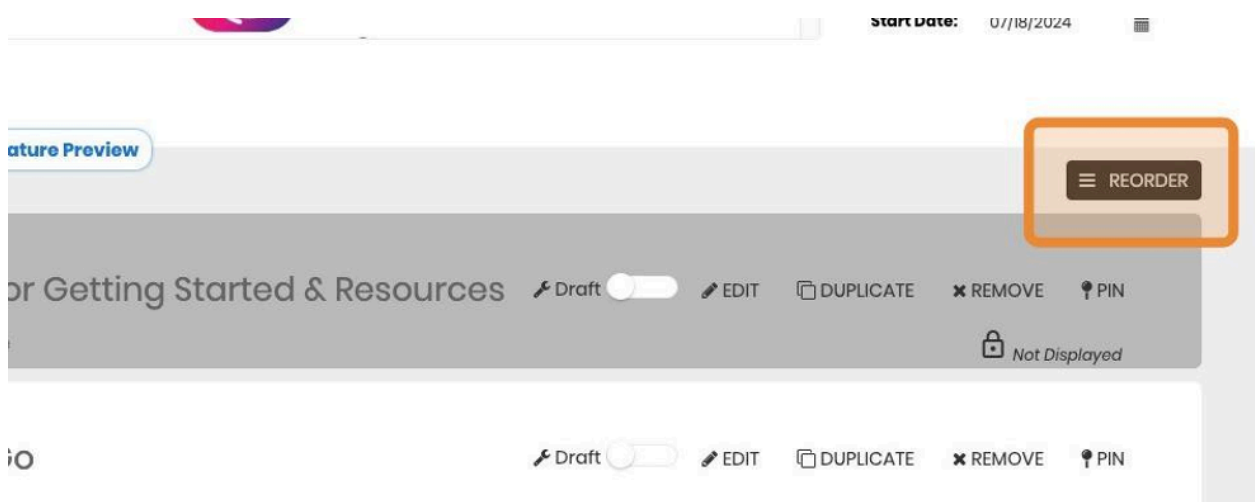 Start Date: 07/18/2024
ature Preview
REORDER
or Getting Started & Resources Draft EDIT DUPLICATE REMOVE PIN
Not Displayed
Go Draft EDIT DUPLICATE REMOVE PIN